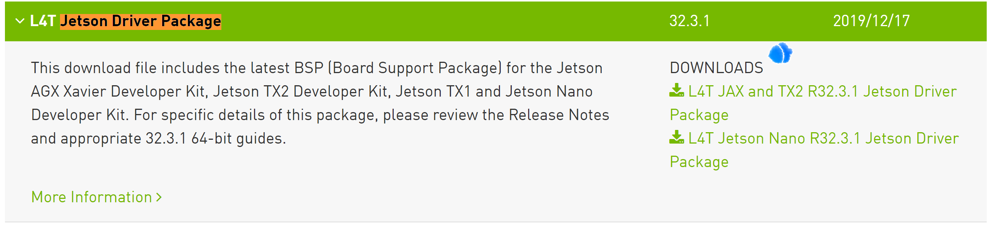 L4T Jetson Driver Package 32.3.1 2019/12/17
This download file includes the latest BSP (Board Support Package) for the Jetson
AGX Xavier Developer Kit, Jetson TX2 Developer Kit, Jetson TX1 and Jetson Nano
Developer Kit. For specific details of this package, please review the Release Notes
and appropriate 32.3.1 64-bit guides.
More Information
DOWNLOADS
L4T JAX and TX2 R32.3.1 Jetson Driver
Package
L4T Jetson Nano R32.3.1 Jetson Driver
Package